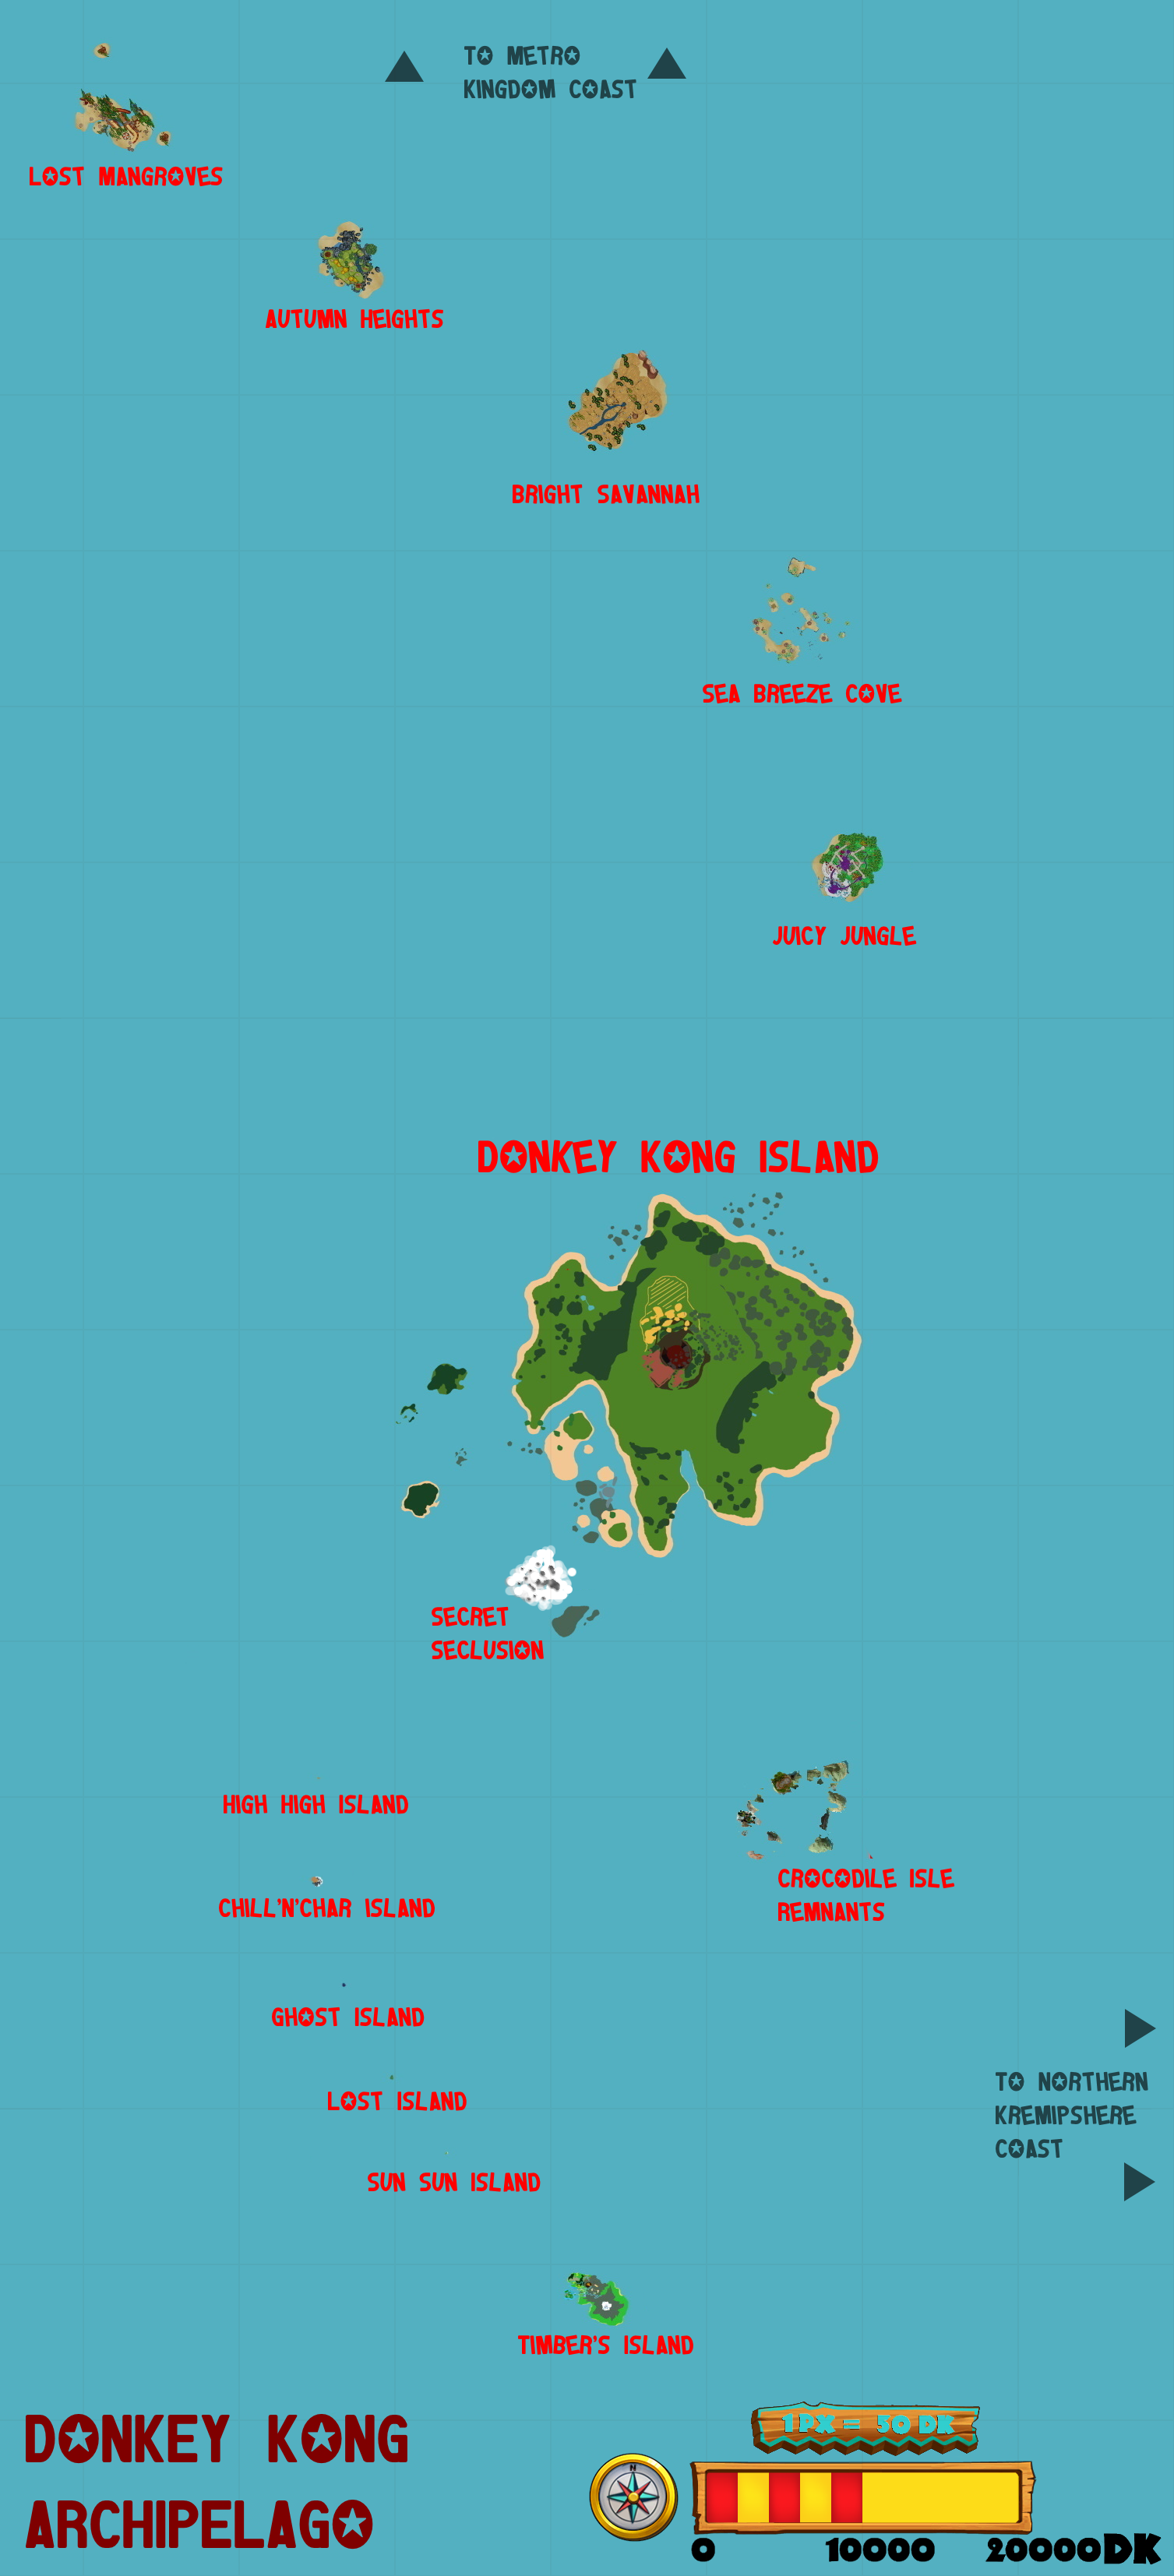 TO METRO
KINGDOM COAST
LOST MANGROVES
AUTUMN HEIGHTS
BRIGHT SAVANNAH
SEA BREEZE COVE
JUICY JUNGLE
DONKEY KONG ISLAND
SECRET
SECLUSION
HIGH HIGH ISLAND
CROCODILE ISLE
REMNANTS
CHILL'N'CHAR ISLAND
GHOST ISLAND
TO NORTHERN
KREMIPSHERE
COAST
LOST ISLAND
SUN SUN ISLAND
TIMBER'S ISLAND
DONKEY KONG
ARCHIPELAGO
1 PX = 50 DK
N
0 10000 20000DK